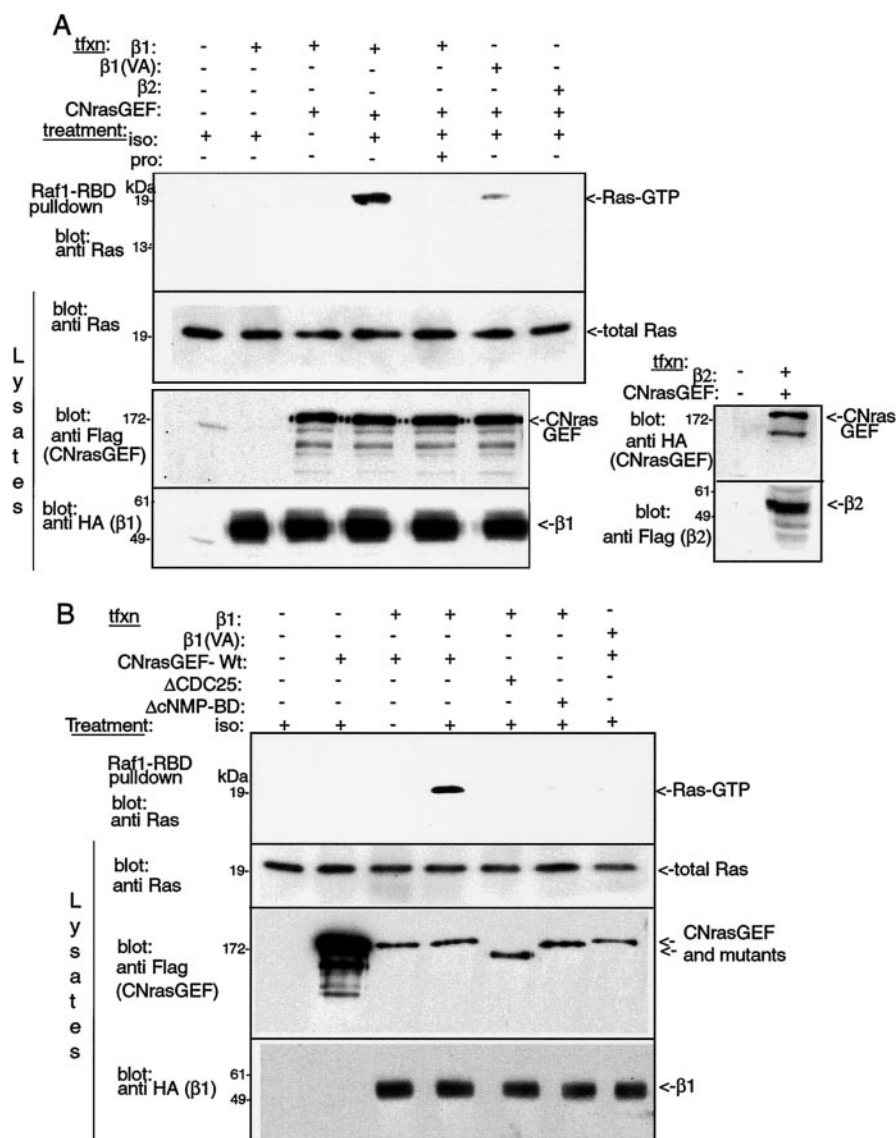 A
tfxn: β1: - + + + + - -
β1(VA) - - - - - + -
β2: - - - - - - +
CNrasGEF: - - + + + + +
treatment: iso: + + - + + + +
pro: - - - - + - -
Raf1-RBD pulldown kDa
19- <-Ras-GTP
blot: anti Ras
13-
Lysates
blot: anti Ras
19- <-total Ras
blot: anti Flag (CNrasGEF)
172- <-CNras GEF
blot: anti HA (β1)
61
49- <-β1
tfxn: β2: - +
CNrasGEF: - +
blot: anti HA (CNrasGEF)
172- <-CNras GEF
blot: anti Flag (β2)
61
49- <-β2
B
tfxn β1: - - + + + + -
β1(VA): - - - - - - +
CNrasGEF- Wt: - + + + - - +
ΔCDC25: - - - - + - -
ΔcNMP-BD: - - - - - + -
Treatment: iso: + + - + + + +
Raf1-RBD pulldown kDa
19- <-Ras-GTP
blot: anti Ras
Lysates
blot: anti Ras
19- <-total Ras
blot: anti Flag (CNrasGEF)
172- <- <- CNrasGEF and mutants
blot: anti HA (β1)
61
49- <-β1